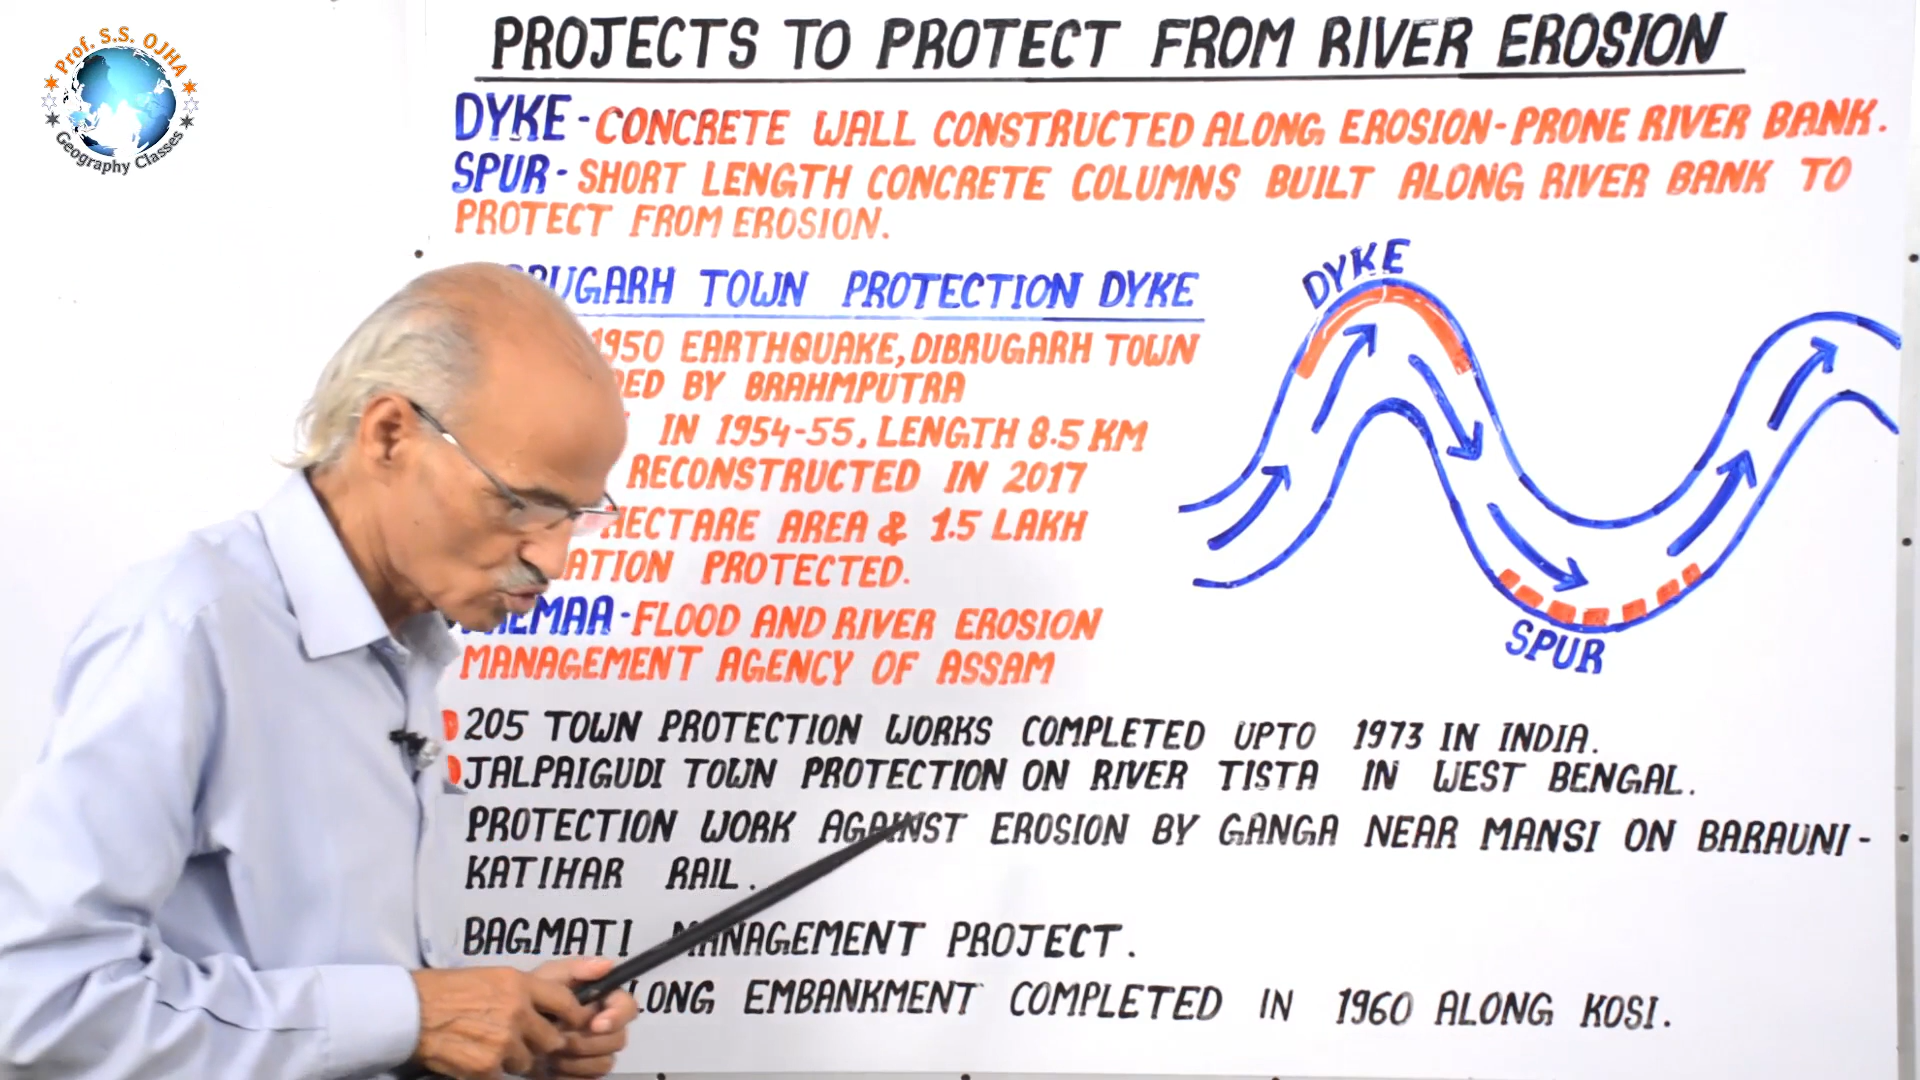 Prof. S.S. OJHA
Geography Classes
PROJECTS TO PROTECT FROM RIVER EROSION
DYKE - CONCRETE WALL CONSTRUCTED ALONG EROSION-PRONE RIVER BANK.
SPUR - SHORT LENGTH CONCRETE COLUMNS BUILT ALONG RIVER BANK TO
PROTECT FROM EROSION.
TOWN PROTECTION DYKE
1950 EARTHQUAKE, DIBRUGARH TOWN
BY BRAHMPUTRA
IN 1954-55, LENGTH 8.5 KM
RECONSTRUCTED IN 2017
HECTARE AREA & 1.5 LAKH
PROTECTED.
- FLOOD AND RIVER EROSION
MANAGEMENT AGENCY OF ASSAM
DYKE
SPUR
205 TOWN PROTECTION WORKS COMPLETED UPTO 1973 IN INDIA.
JALPAIGUDI TOWN PROTECTION ON RIVER TISTA IN WEST BENGAL.
PROTECTION WORK AGAINST EROSION BY GANGA NEAR MANSI ON BARAUNI-
KATIHAR RAIL.
BAGMATI MANAGEMENT PROJECT.
LONG EMBANKMENT COMPLETED IN 1960 ALONG KOSI.